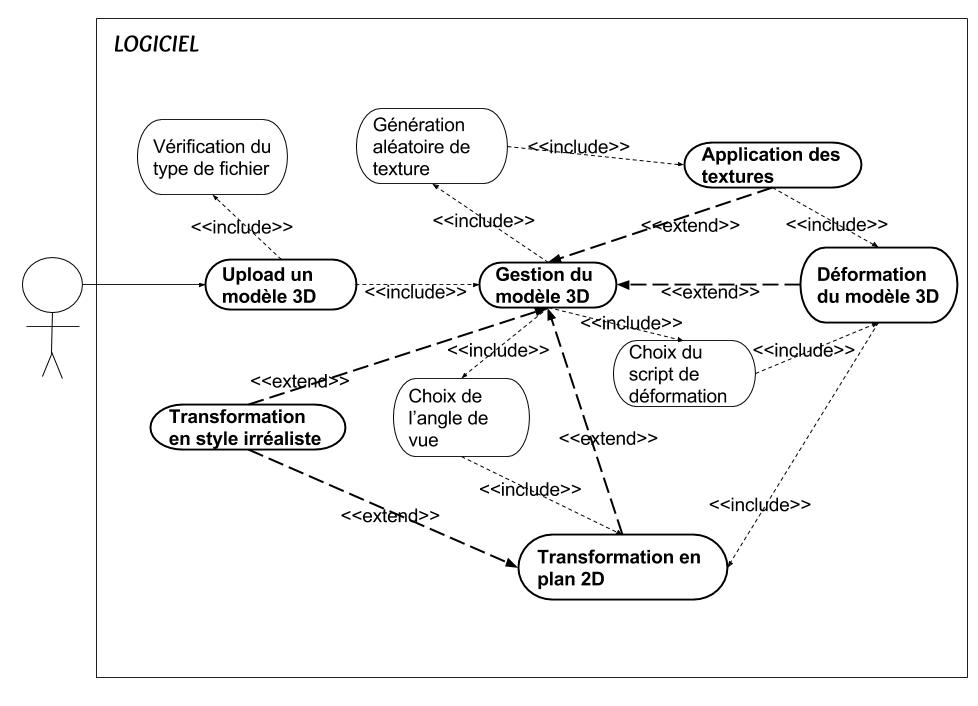 LOGICIEL
Vérification du
type de fichier
Génération
aléatoire de
texture
<<include>>
Application des
textures
<<include>>
<<include>>
<<extend>>
<<include>>
Upload un
modèle 3D
<<include>>
Gestion du
modèle 3D
<<extend>>
Déformation
du modèle 3D
<<include>>
<<include>>
Choix du
script de
déformation
<<include>>
<<extend>>
Choix de
l'angle de
vue
Transformation
en style irréaliste
<<extend>>
<<include>>
<<include>>
<<extend>>
Transformation en
plan 2D